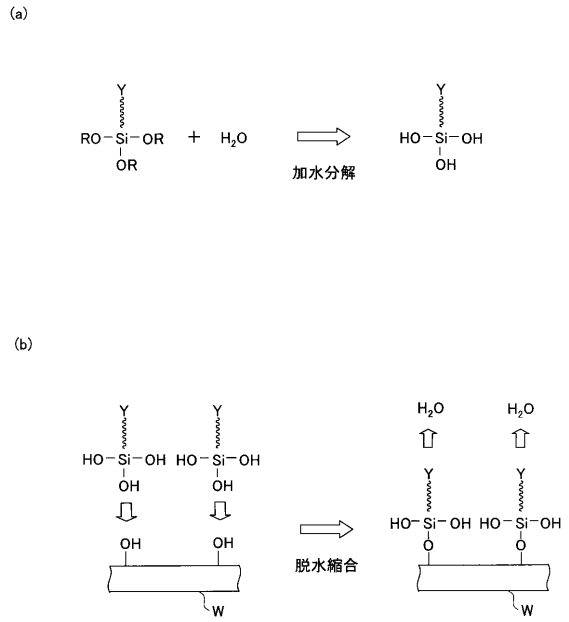 (a)
Y
RO-Si-OR + H₂O HO-Si-OH
OR 加水分解 OH
(b)
H₂O H₂O
Y Y
HO-Si-OH HO-Si-OH
OH OH
Y Y
HO-Si-OH HO-Si-OH
OH OH O O
脱水縮合
W W